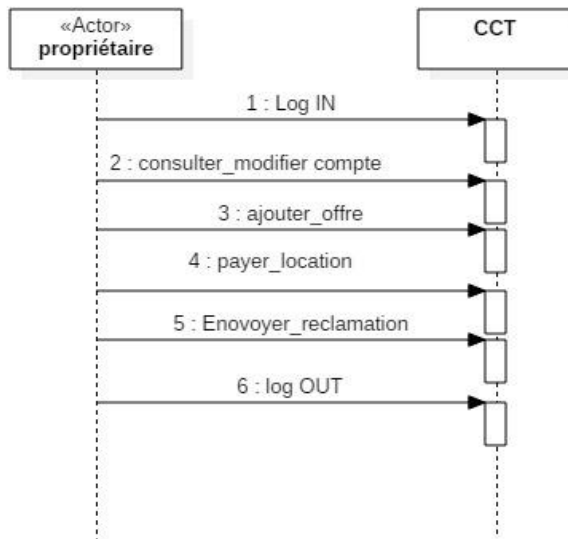 «Actor»
propriétaire
CCT
1 : Log IN
2 : consulter_modifier compte
3 : ajouter_offre
4 : payer_location
5 : Enovoyer_reclamation
6 : log OUT